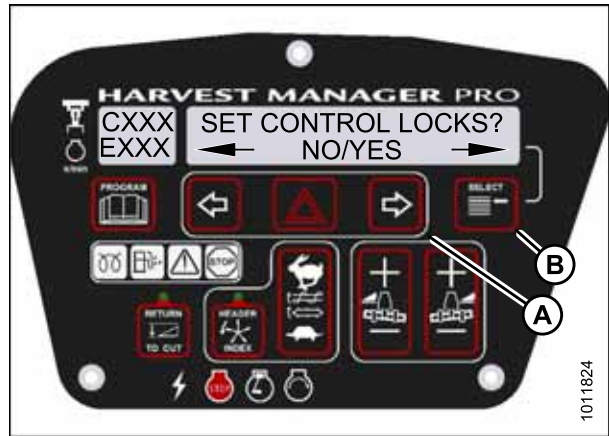 HARVEST MANAGER PRO
CXXX
EXXX
SET CONTROL LOCKS?
NO/YES
PROGRAM
SELECT
STOP
B
A
RETURN
TO CUT
HEADER
INDEX
STOP
1011824